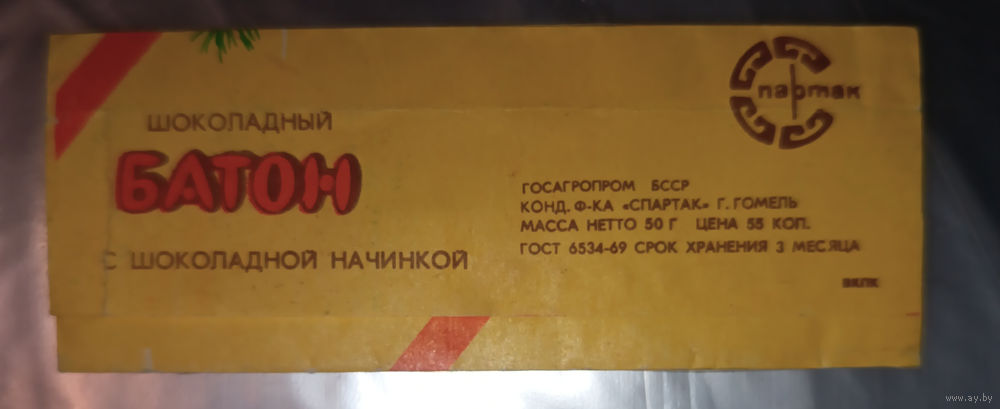 ШОКОЛАДНЫЙ
БАТОН
С ШОКОЛАДНОЙ НАЧИНКОЙ
Спартак
ГОСАГРОПРОМ БССР
КОНД. Ф-КА «СПАРТАК» Г. ГОМЕЛЬ
МАССА НЕТТО 50 Г ЦЕНА 55 КОП.
ГОСТ 6534-69 СРОК ХРАНЕНИЯ 3 МЕСЯЦА
ВКПК
www.ay.by